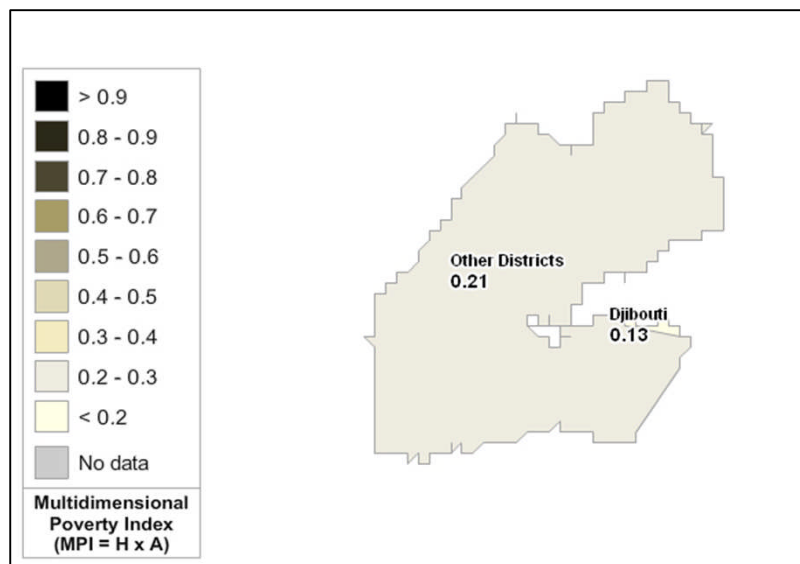 > 0.9
0.8 - 0.9
0.7 - 0.8
0.6 - 0.7
0.5 - 0.6
0.4 - 0.5
0.3 - 0.4
0.2 - 0.3
< 0.2
No data
Multidimensional
Poverty Index
(MPI = H x A)
Other Districts
0.21
Djibouti
0.13